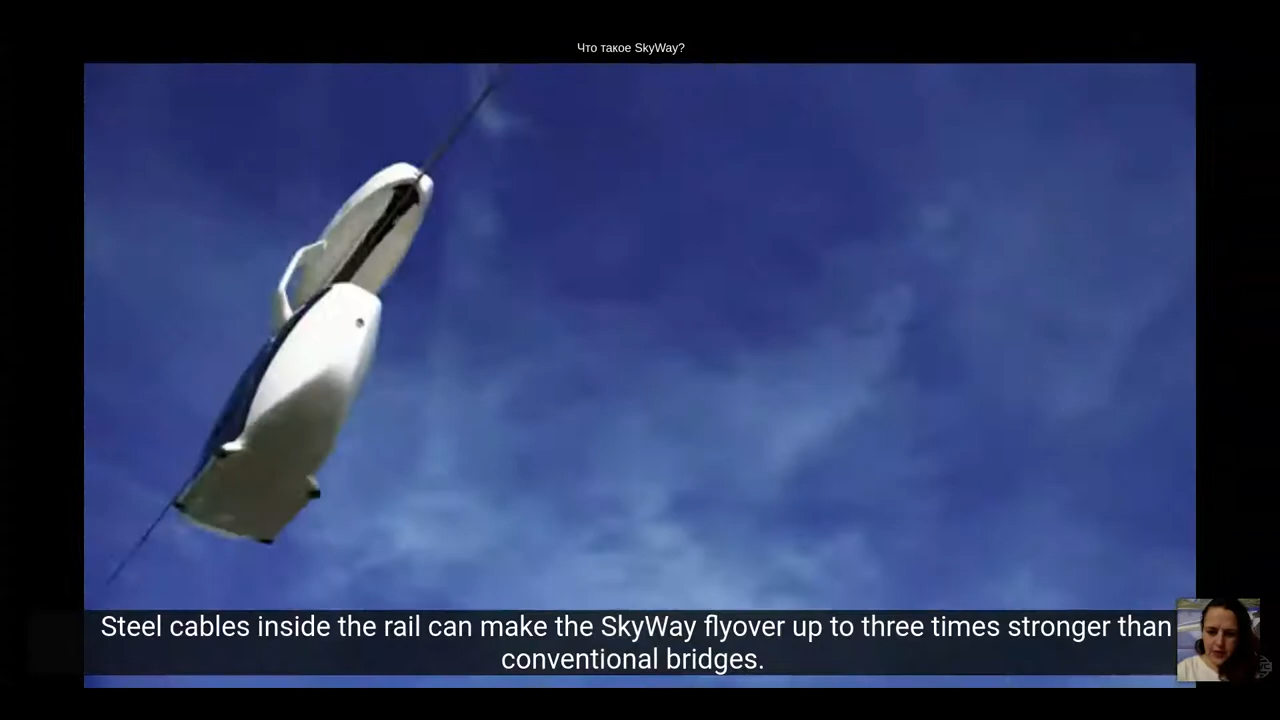 Что такое SkyWay?
Steel cables inside the rail can make the SkyWay flyover up to three times stronger than
conventional bridges.